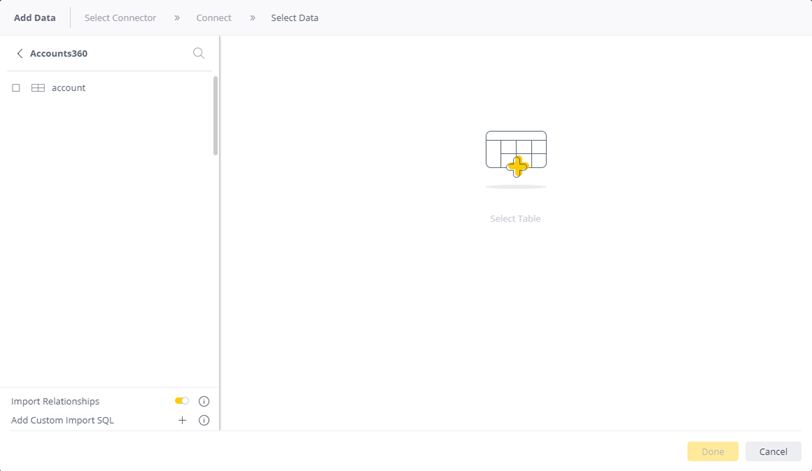 Add Data Select Connector » Connect » Select Data
Accounts360
account
Select Table
Import Relationships
Add Custom Import SQL
Done Cancel